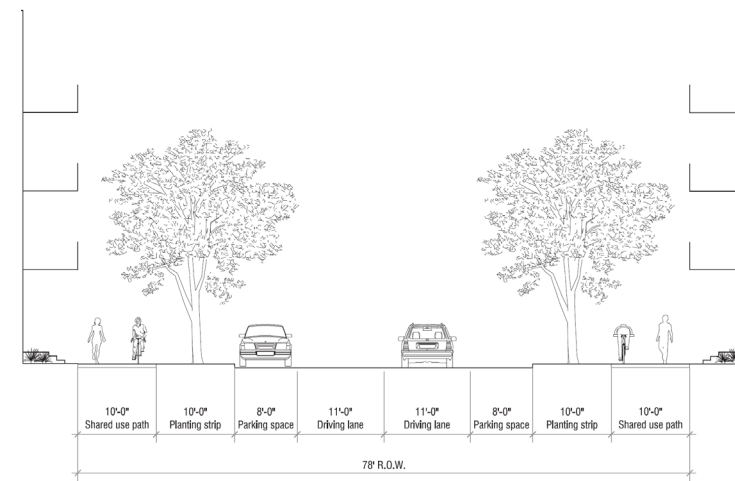 10'-0" 10'-0" 8'-0" 11'-0" 11'-0" 8'-0" 10'-0" 10'-0"
Shared use path Planting strip Parking space Driving lane Driving lane Parking space Planting strip Shared use path
78' R.O.W.